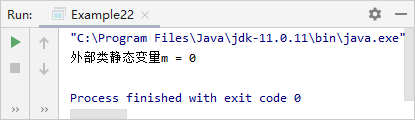 Run: Example22
"C:\Program Files\Java\jdk-11.0.11\bin\java.exe"
外部类静态变量m = 0
Process finished with exit code 0